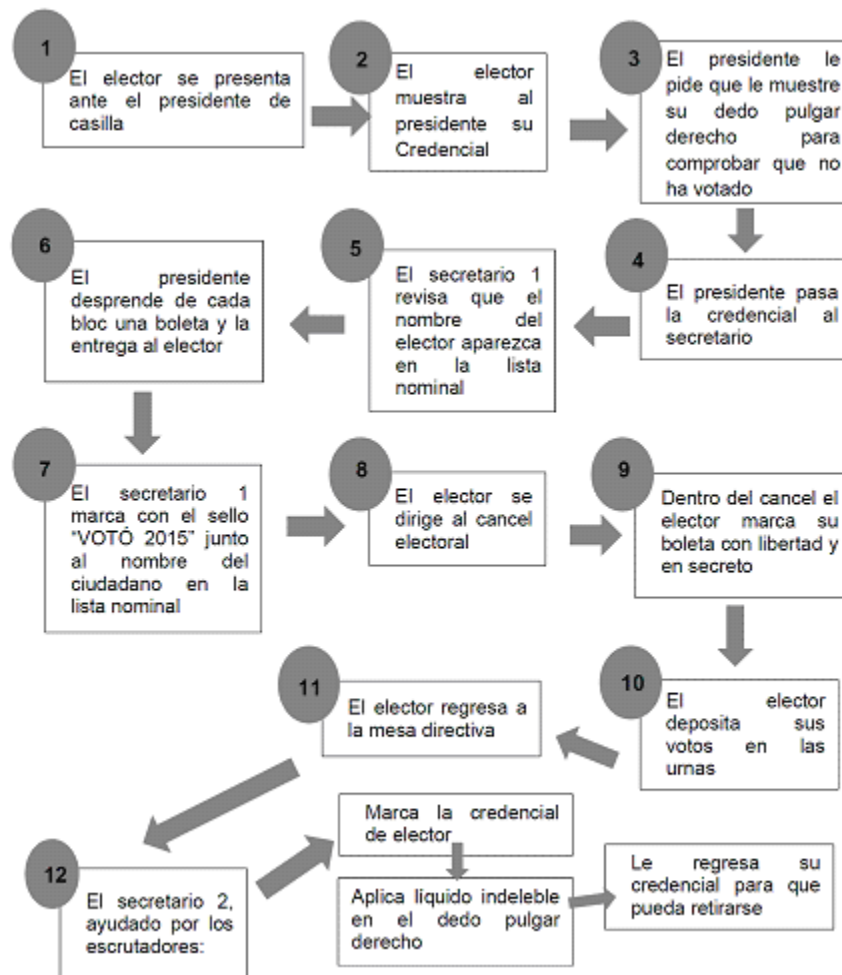 1
El elector se presenta
ante el presidente de
casilla
2
El elector
muestra al
presidente su
Credencial
3
El presidente le
pide que le muestre
su dedo pulgar
derecho para
comprobar que no
ha votado
4
El presidente pasa
la credencial al
secretario
5
El secretario 1
revisa que el
nombre del
elector aparezca
en la lista
nominal
6
El presidente
desprende de cada
bloc una boleta y la
entrega al elector
7
El secretario 1
marca con el sello
"VOTÓ 2015" junto
al nombre del
ciudadano en la
lista nominal
8
El elector se
dirige al cancel
electoral
9
Dentro del cancel el
elector marca su
boleta con libertad y
en secreto
10
El elector
deposita sus
votos en las
urnas
11
El elector regresa a
la mesa directiva
12
El secretario 2,
ayudado por los
escrutadores:
Marca la credencial
de elector
Aplica líquido indeleble
en el dedo pulgar
derecho
Le regresa su
credencial para que
pueda retirarse